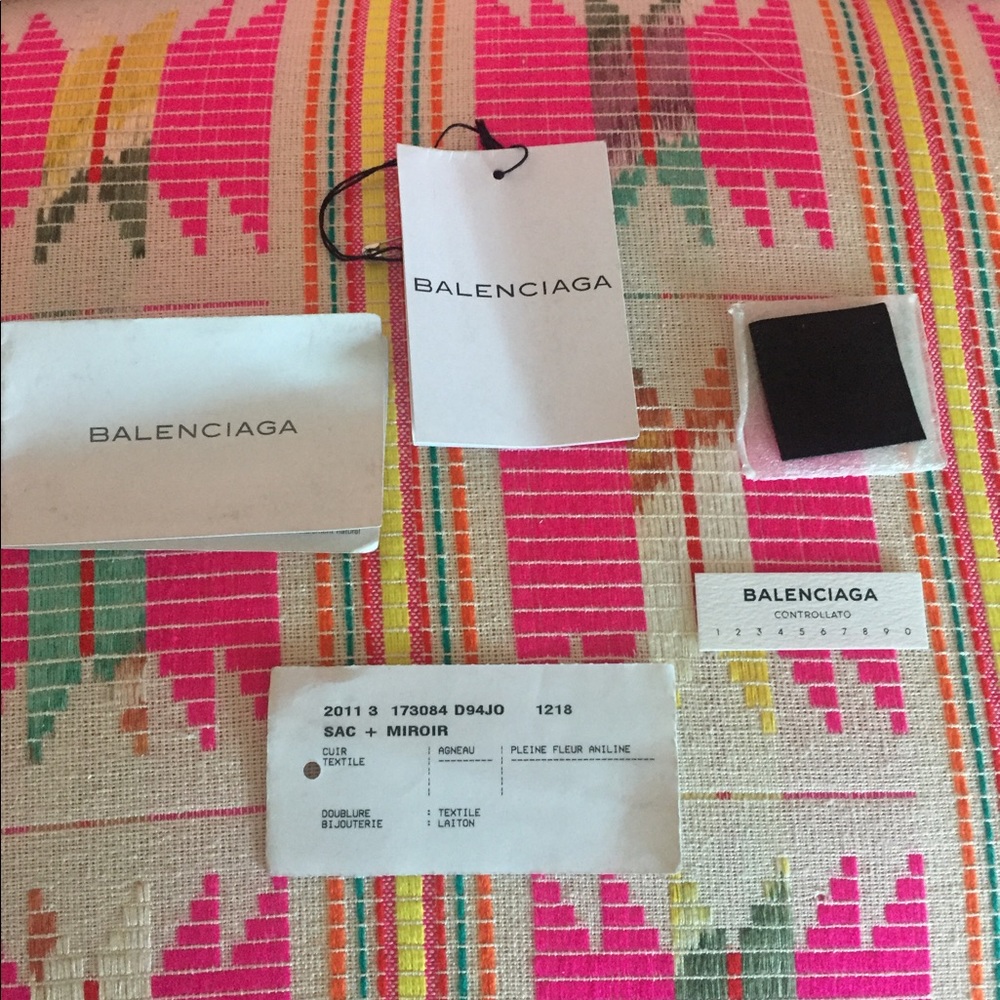 BALENCIAGA
BALENCIAGA
BALENCIAGA
CONTROLLATO
1 2 3 4 5 6 7 8 9 0
2011 3 173084 D94JO 1218
SAC + MIROIR
CUIR AGNEAU PLEINE FLEUR ANILINE
TEXTILE
DOUBLURE : TEXTILE
BIJOUTERIE : LAITON